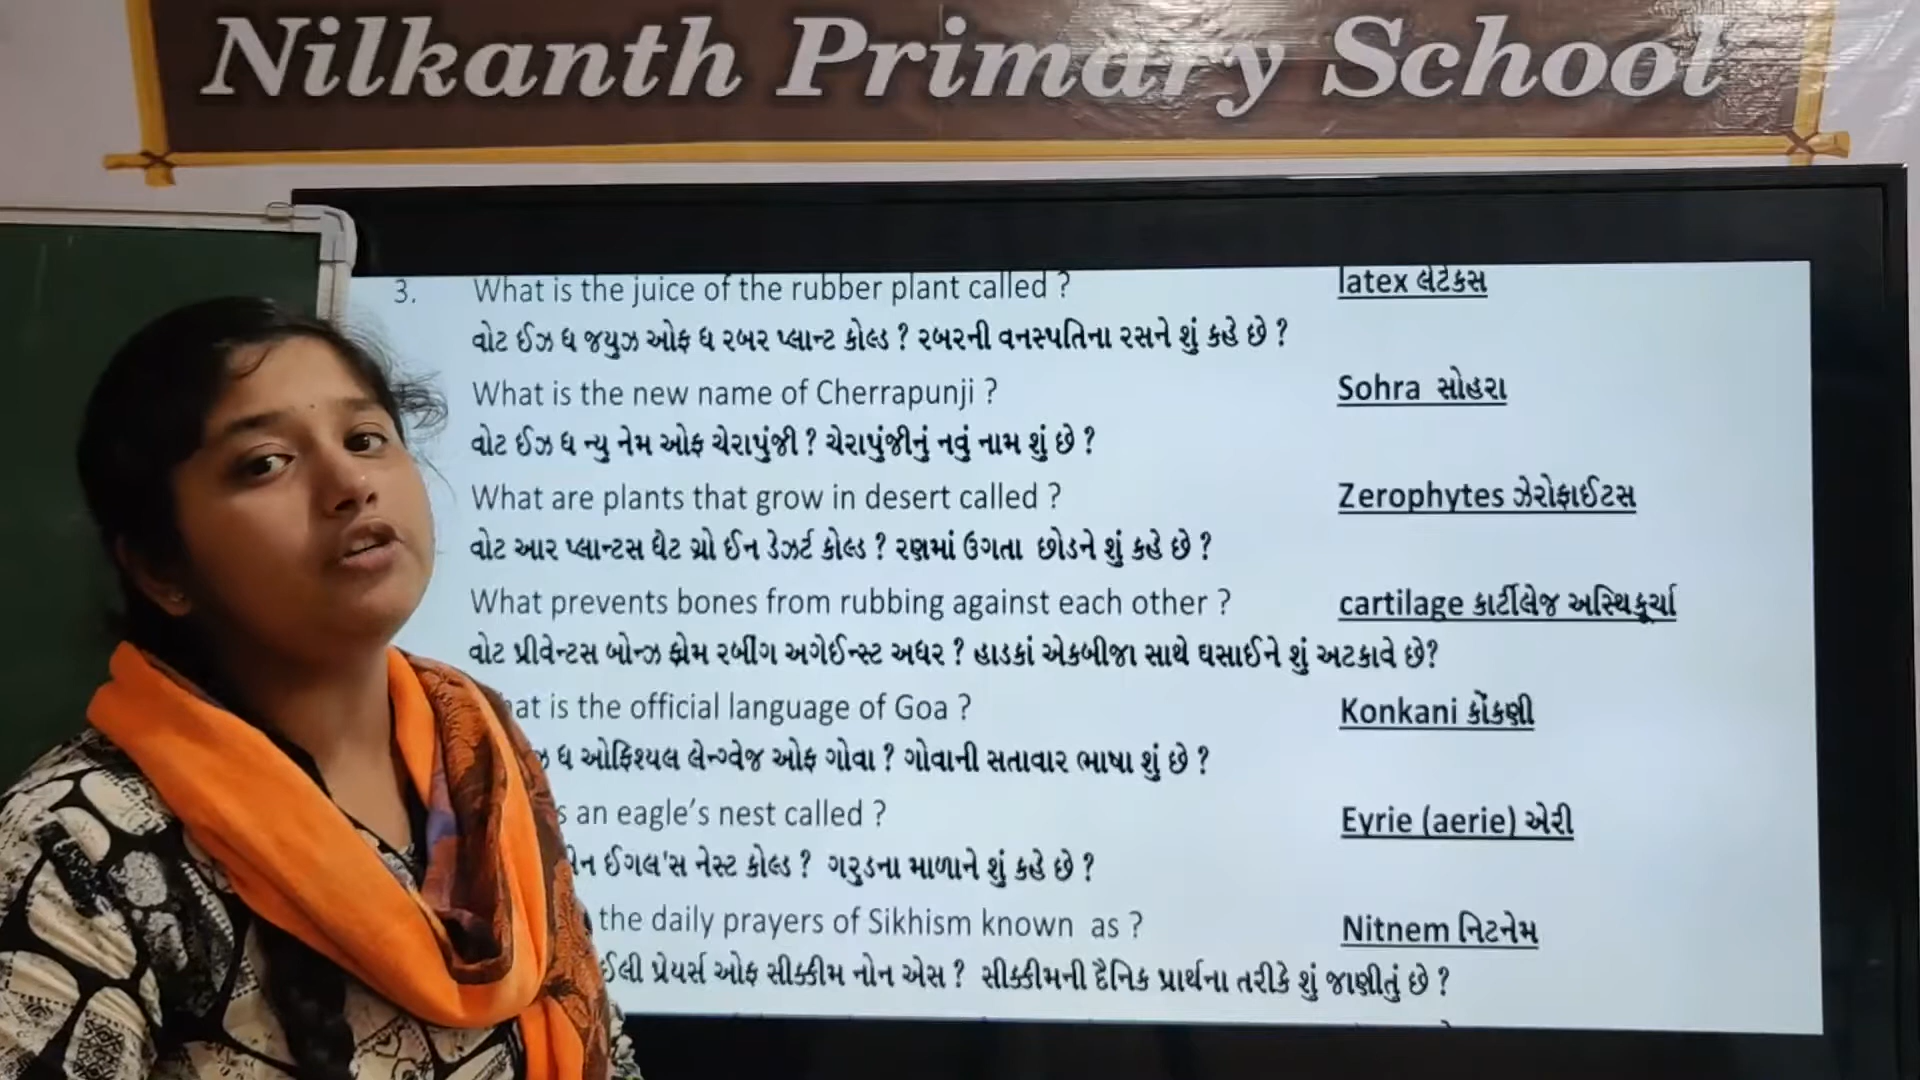 Nilkanth Primary School
3. What is the juice of the rubber plant called ? latex લેટેકસ
વોટ ઈઝ ધ જયુઝ ઓફ ધ રબર પ્લાન્ટ કોલ્ડ ? રબરની વનસ્પતિના રસને શું કહે છે ?
What is the new name of Cherrapunji ? Sohra સોહરા
વોટ ઈઝ ધ ન્યુ નેમ ઓફ ચેરાપુંજી ? ચેરાપુંજીનું નવું નામ શું છે ?
What are plants that grow in desert called ? Zerophytes ઝેરોફાઈટસ
વોટ આર પ્લાન્ટસ ધૈટ ગ્રો ઈન ડેઝર્ટ કોલ્ડ ? રણમાં ઉગતા છોડને શું કહે છે ?
What prevents bones from rubbing against each other ? cartilage કાર્ટીલેજ અસ્થિકૂર્ચા
વોટ પ્રીવેન્ટસ બોન્ઝ ફ્રોમ રબીંગ અગેઈન્સ્ટ અધર ? હાડકાં એકબીજા સાથે ઘસાઈને શું અટકાવે છે?
at is the official language of Goa ? Konkani કોંકણી
ઝ ધ ઓફિશ્યલ લેન્ગ્વેજ ઓફ ગોવા ? ગોવાની સતાવાર ભાષા શું છે ?
s an eagle’s nest called ? Eyrie (aerie) એરી
ઈગલ'સ નેસ્ટ કોલ્ડ ? ગરુડના માળાને શું કહે છે ?
the daily prayers of Sikhism known as ? Nitnem નિટનેમ
ઈલી પ્રેયર્સ ઓફ સીક્કીમ નોન એસ ? સીક્કીમની દૈનિક પ્રાર્થના તરીકે શું જાણીતું છે ?